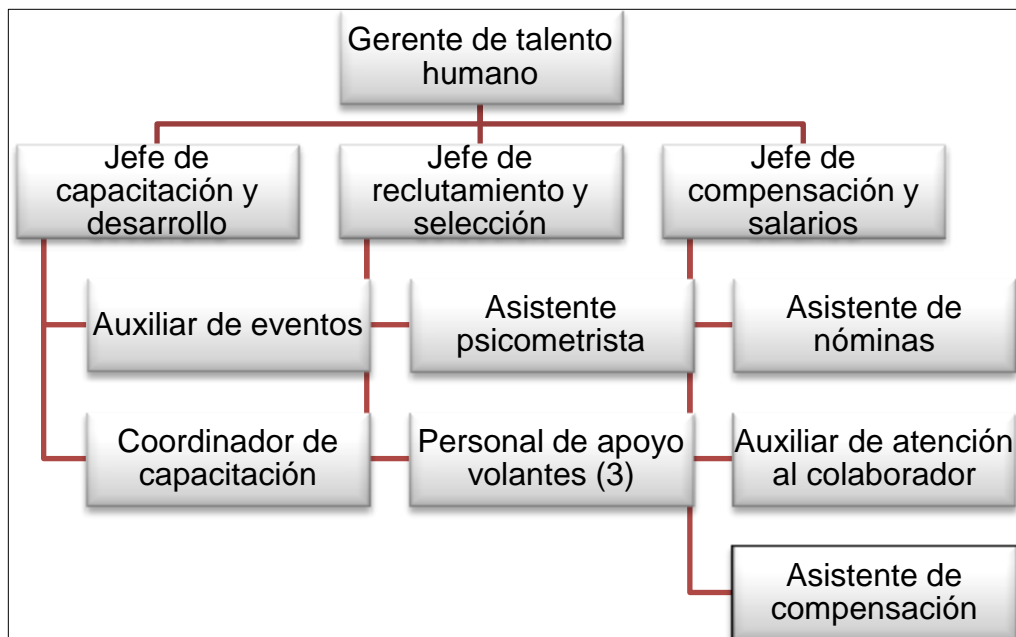 Gerente de talento
humano
Jefe de
capacitación y
desarrollo
Jefe de
reclutamiento y
selección
Jefe de
compensación y
salarios
Auxiliar de eventos
Asistente
psicometrista
Asistente de
nóminas
Coordinador de
capacitación
Personal de apoyo
volantes (3)
Auxiliar de atención
al colaborador
Asistente de
compensación